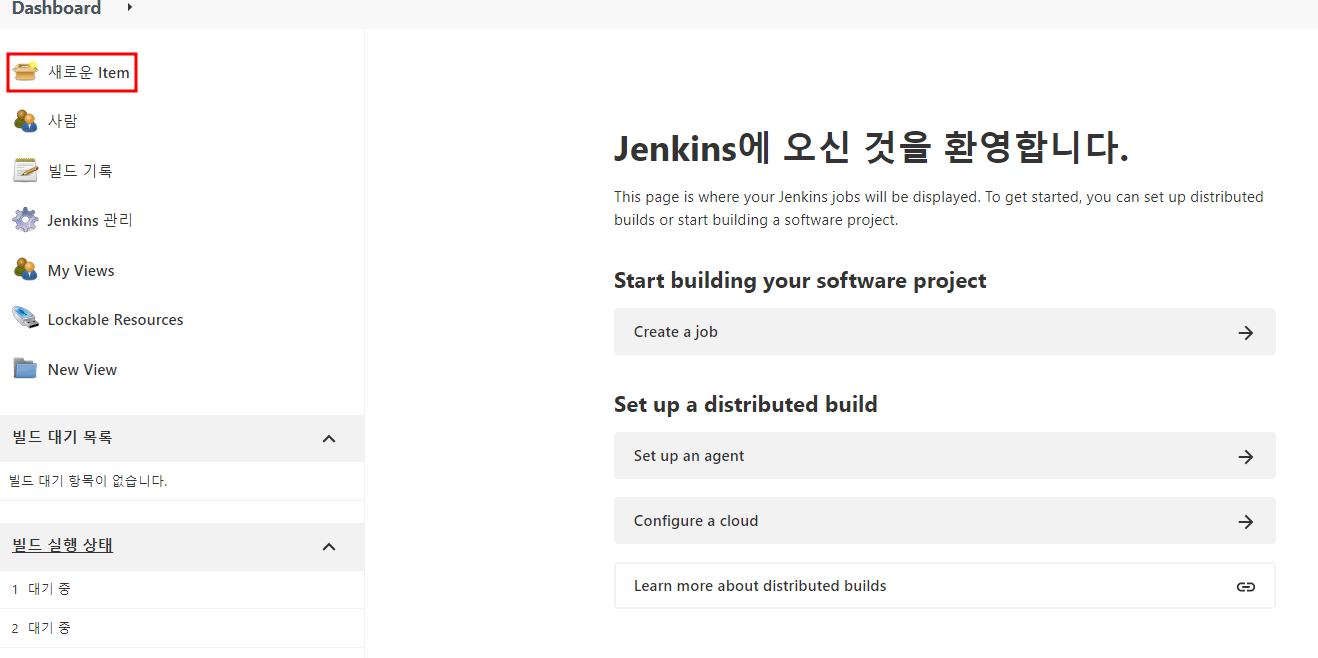 Dashboard
새로운 Item
사람
빌드 기록
Jenkins 관리
My Views
Lockable Resources
New View
빌드 대기 목록
빌드 대기 항목이 없습니다.
빌드 실행 상태
1 대기 중
2 대기 중
Jenkins에 오신 것을 환영합니다.
This page is where your Jenkins jobs will be displayed. To get started, you can set up distributed
builds or start building a software project.
Start building your software project
Create a job
Set up a distributed build
Set up an agent
Configure a cloud
Learn more about distributed builds